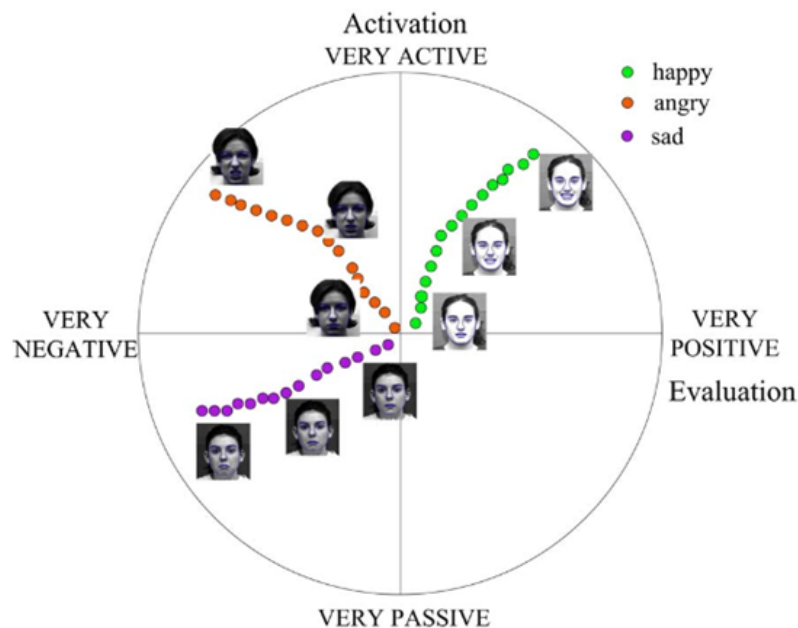 Activation
VERY ACTIVE
happy
angry
sad
VERY
NEGATIVE
VERY
POSITIVE
Evaluation
VERY PASSIVE